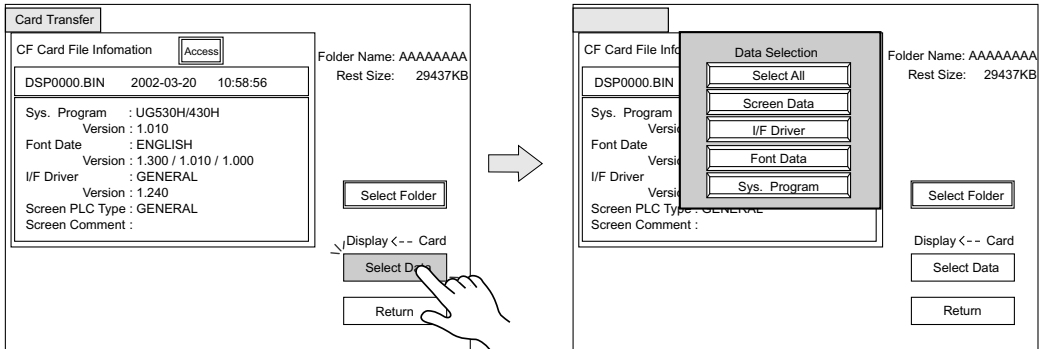 Card Transfer
CF Card File Infomation
Access
Folder Name: AAAAAAAA
Rest Size: 29437KB
DSP0000.BIN 2002-03-20 10:58:56
Sys. Program : UG530H/430H
Version : 1.010
Font Date : ENGLISH
Version : 1.300 / 1.010 / 1.000
I/F Driver : GENERAL
Version : 1.240
Screen PLC Type : GENERAL
Screen Comment :
Select Folder
Display <-- Card
Select Data
Return
CF Card File Info
Folder Name: AAAAAAAA
Rest Size: 29437KB
DSP0000.BIN
Sys. Program
Versi
Font Date
Versi
I/F Driver
Versi
Screen PLC Type : GENERAL
Screen Comment :
Data Selection
Select All
Screen Data
I/F Driver
Font Data
Sys. Program
Select Folder
Display <-- Card
Select Data
Return